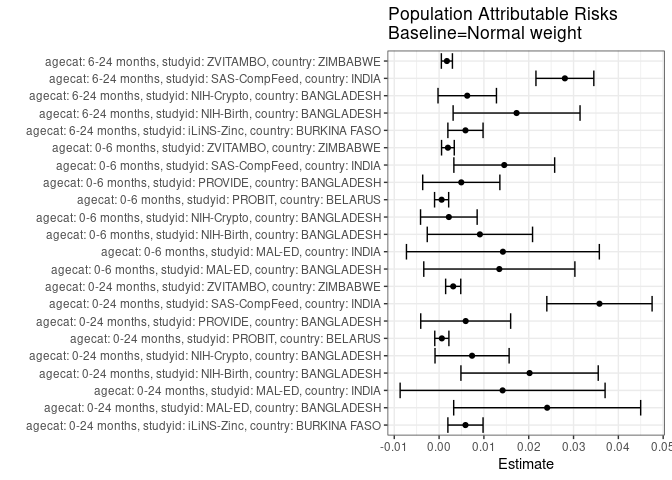 Population Attributable Risks
Baseline=Normal weight
agecat: 6-24 months, studyid: ZVITAMBO, country: ZIMBABWE
agecat: 6-24 months, studyid: SAS-CompFeed, country: INDIA
agecat: 6-24 months, studyid: NIH-Crypto, country: BANGLADESH
agecat: 6-24 months, studyid: NIH-Birth, country: BANGLADESH
agecat: 6-24 months, studyid: iLiNS-Zinc, country: BURKINA FASO
agecat: 0-6 months, studyid: ZVITAMBO, country: ZIMBABWE
agecat: 0-6 months, studyid: SAS-CompFeed, country: INDIA
agecat: 0-6 months, studyid: PROVIDE, country: BANGLADESH
agecat: 0-6 months, studyid: PROBIT, country: BELARUS
agecat: 0-6 months, studyid: NIH-Crypto, country: BANGLADESH
agecat: 0-6 months, studyid: NIH-Birth, country: BANGLADESH
agecat: 0-6 months, studyid: MAL-ED, country: INDIA
agecat: 0-6 months, studyid: MAL-ED, country: BANGLADESH
agecat: 0-24 months, studyid: ZVITAMBO, country: ZIMBABWE
agecat: 0-24 months, studyid: SAS-CompFeed, country: INDIA
agecat: 0-24 months, studyid: PROVIDE, country: BANGLADESH
agecat: 0-24 months, studyid: PROBIT, country: BELARUS
agecat: 0-24 months, studyid: NIH-Crypto, country: BANGLADESH
agecat: 0-24 months, studyid: NIH-Birth, country: BANGLADESH
agecat: 0-24 months, studyid: MAL-ED, country: INDIA
agecat: 0-24 months, studyid: MAL-ED, country: BANGLADESH
agecat: 0-24 months, studyid: iLiNS-Zinc, country: BURKINA FASO
-0.01 0.00 0.01 0.02 0.03 0.04 0.05
Estimate